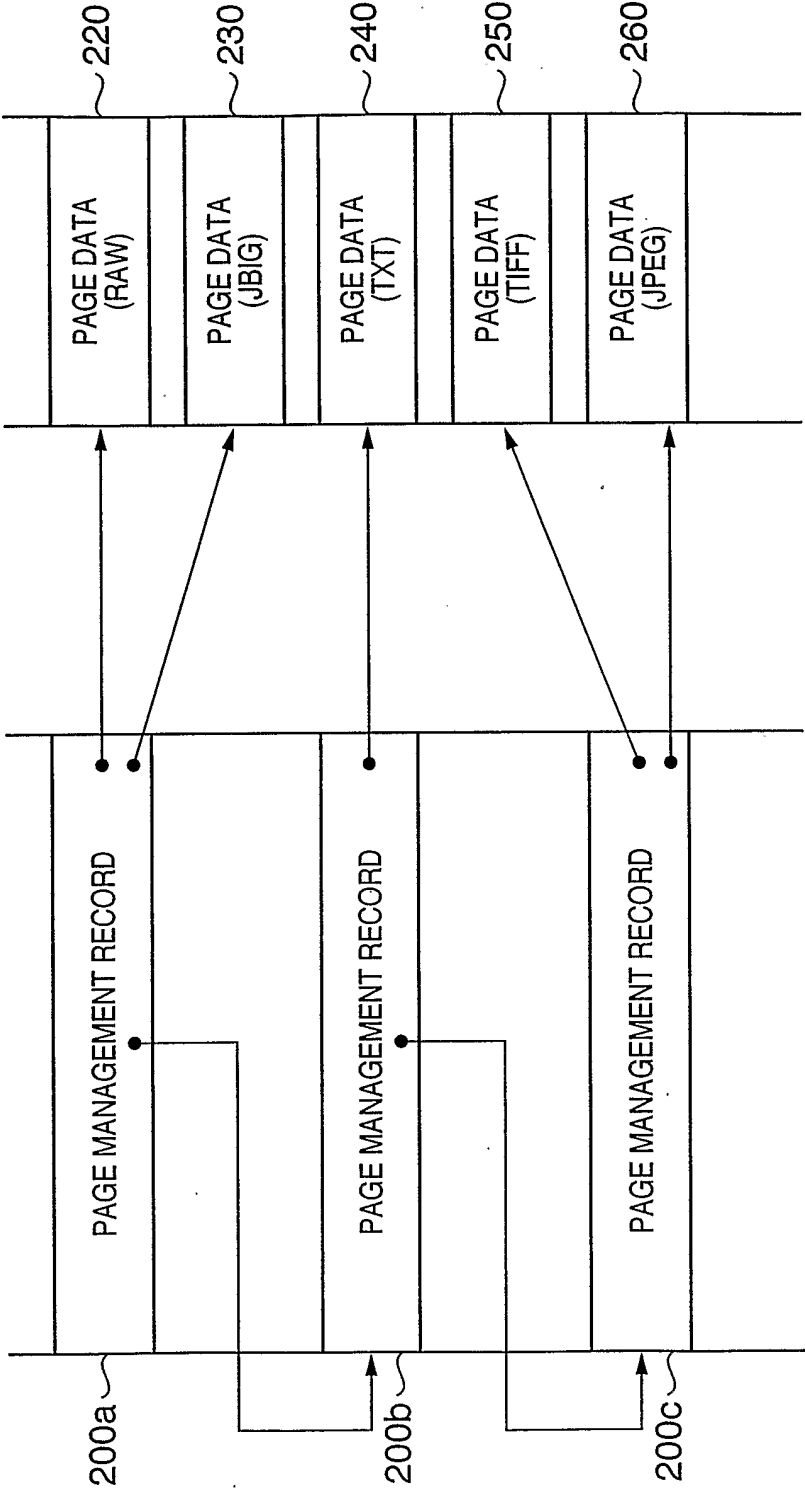 200a
PAGE MANAGEMENT RECORD
200b
PAGE MANAGEMENT RECORD
200c
PAGE MANAGEMENT RECORD
PAGE DATA
(RAW)
220
PAGE DATA
(JBIG)
230
PAGE DATA
(TXT)
240
PAGE DATA
(TIFF)
250
PAGE DATA
(JPEG)
260